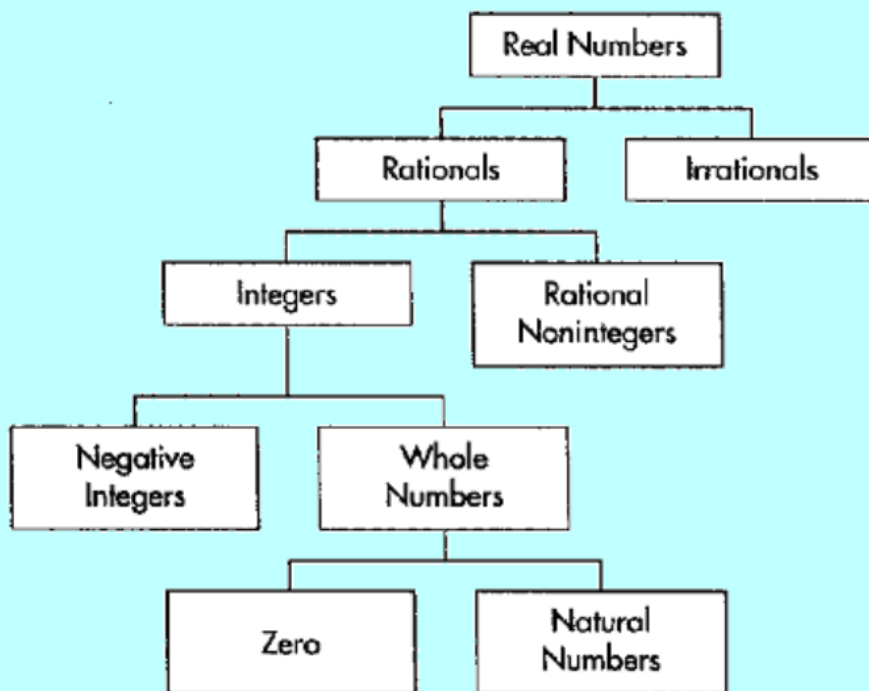 Real Numbers
Rationals
Irrationals
Integers
Rational
Nonintegers
Negative
Integers
Whole
Numbers
Zero
Natural
Numbers